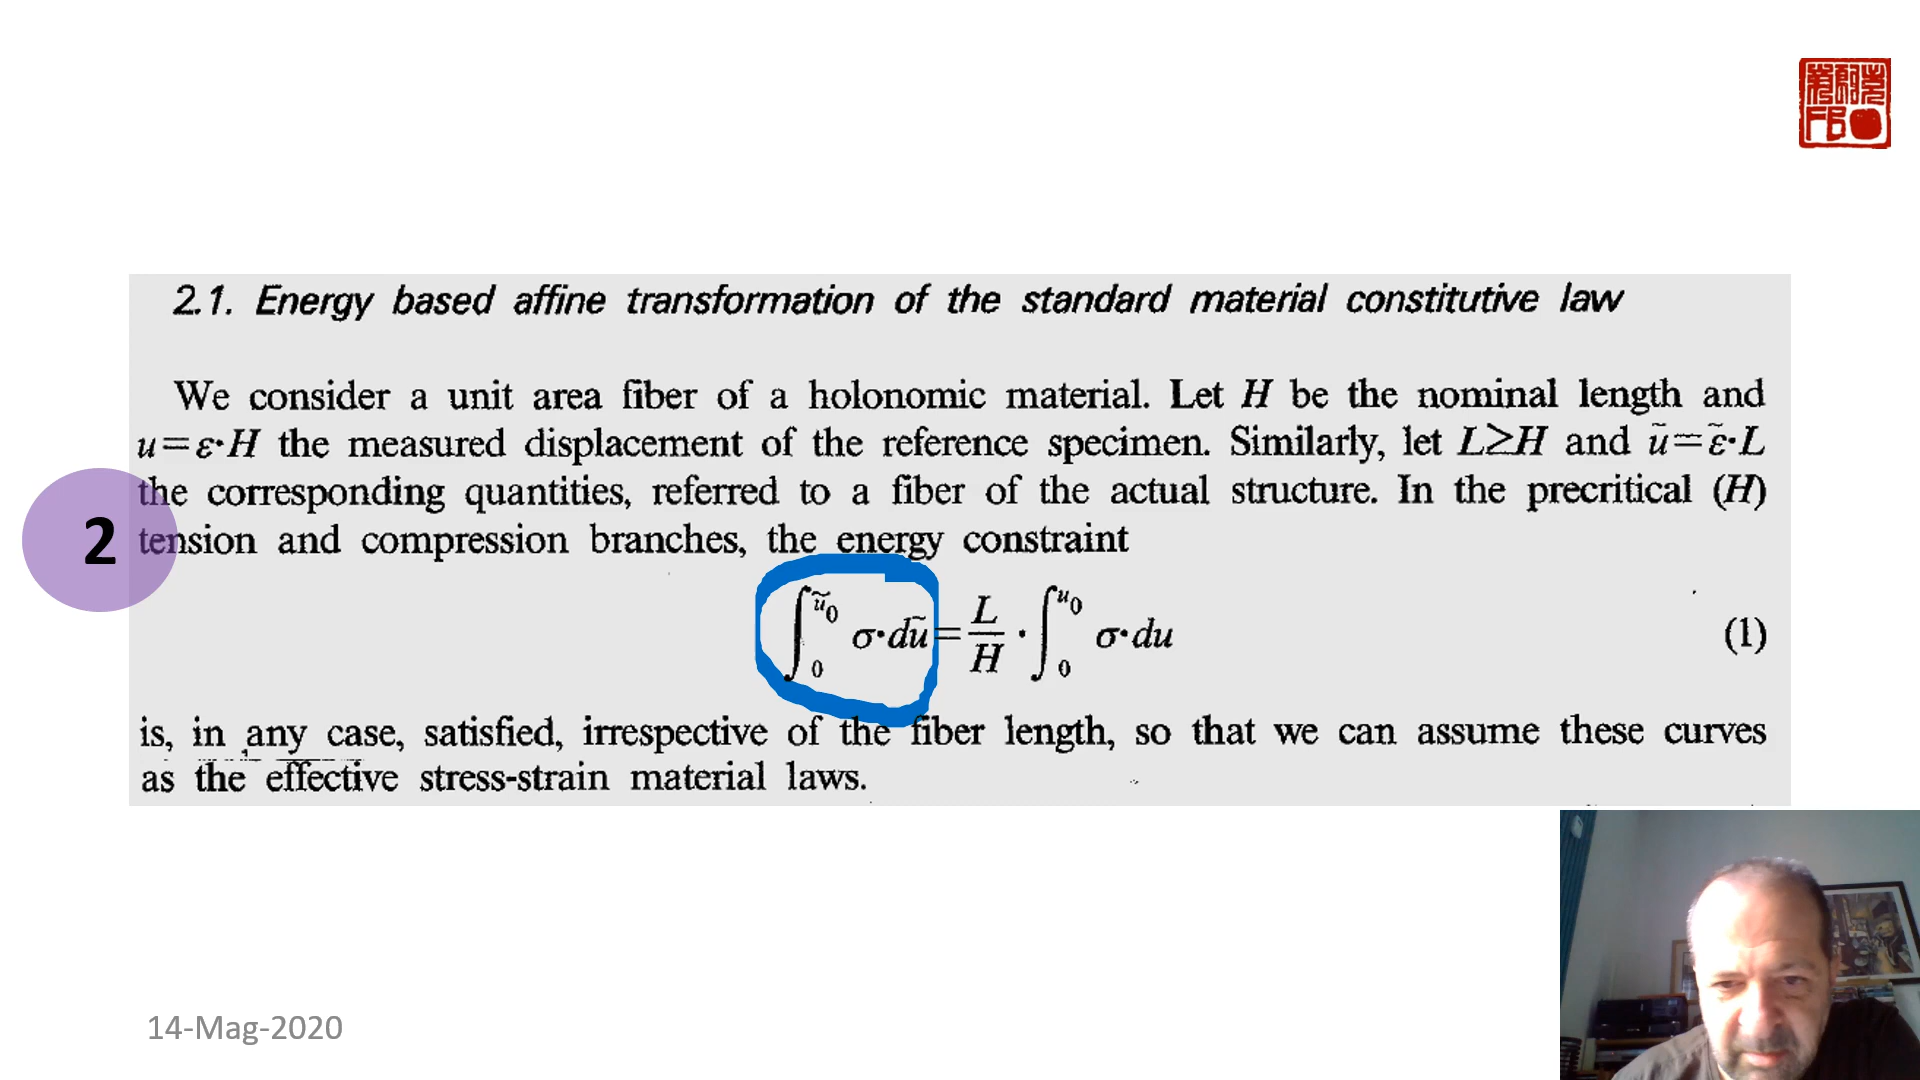 2.1. Energy based affine transformation of the standard material constitutive law
We consider a unit area fiber of a holonomic material. Let H be the nominal length and
u=ε·H the measured displacement of the reference specimen. Similarly, let L≥H and ũ=ε̃·L
the corresponding quantities, referred to a fiber of the actual structure. In the precritical (H)
2 tension and compression branches, the energy constraint
∫₀^{ũ₀} σ·dũ = L/H · ∫₀^{u₀} σ·du (1)
is, in any case, satisfied, irrespective of the fiber length, so that we can assume these curves
as the effective stress-strain material laws.
14-Mag-2020